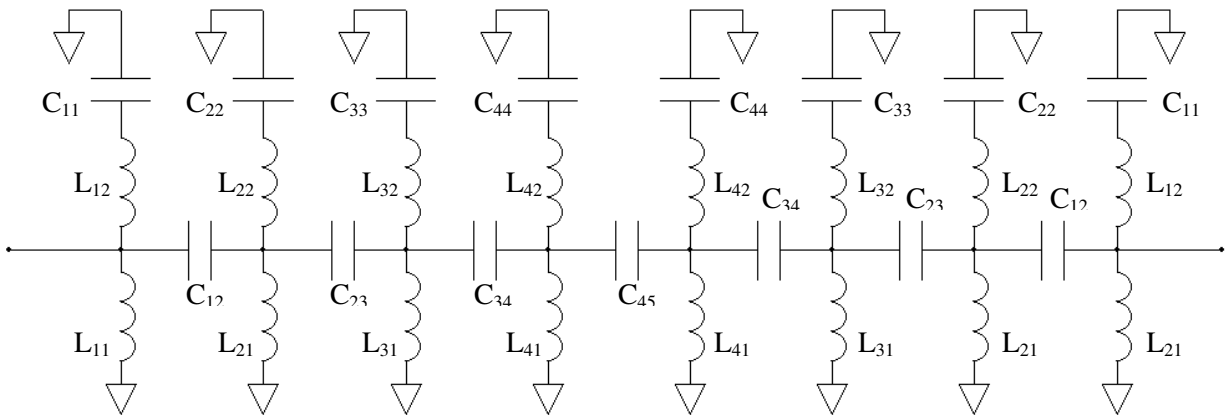 C11 C22 C33 C44 C44 C33 C22 C11
L12 L22 L32 L42 L42 L32 L22 L12
C34 C23 C12
C12 C23 C34 C45
L11 L21 L31 L41 L41 L31 L21 L21